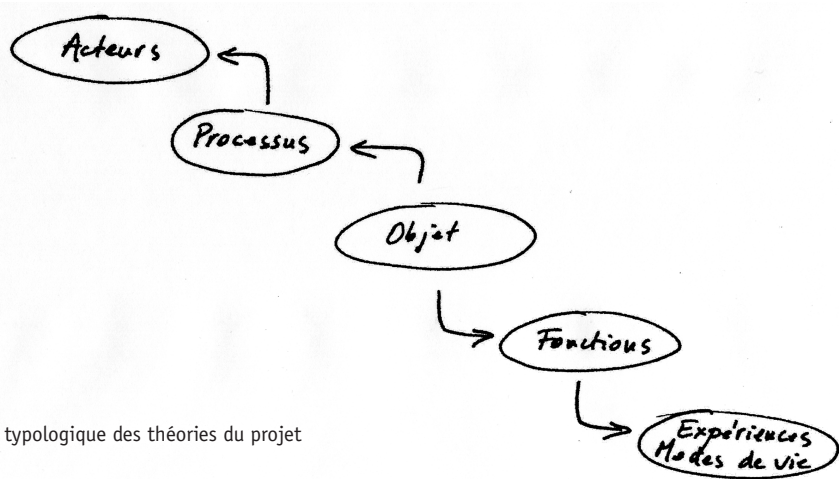 Acteurs
Processus
Objet
Fonctions
typologique des théories du projet
Expériences
Modes de vie